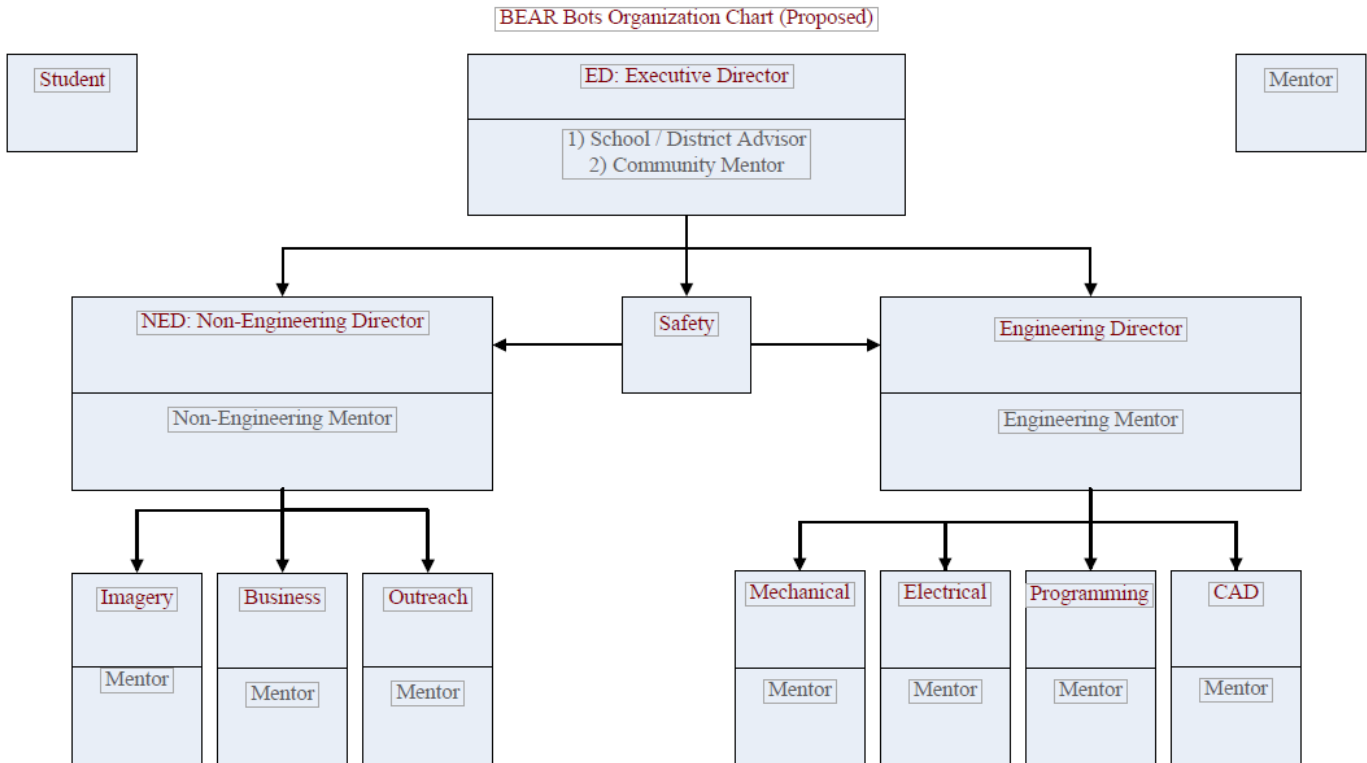 BEAR Bots Organization Chart (Proposed)
Student
ED: Executive Director
Mentor
1) School / District Advisor
2) Community Mentor
NED: Non-Engineering Director
Safety
Engineering Director
Non-Engineering Mentor
Engineering Mentor
Imagery
Business
Outreach
Mechanical
Electrical
Programming
CAD
Mentor
Mentor
Mentor
Mentor
Mentor
Mentor
Mentor